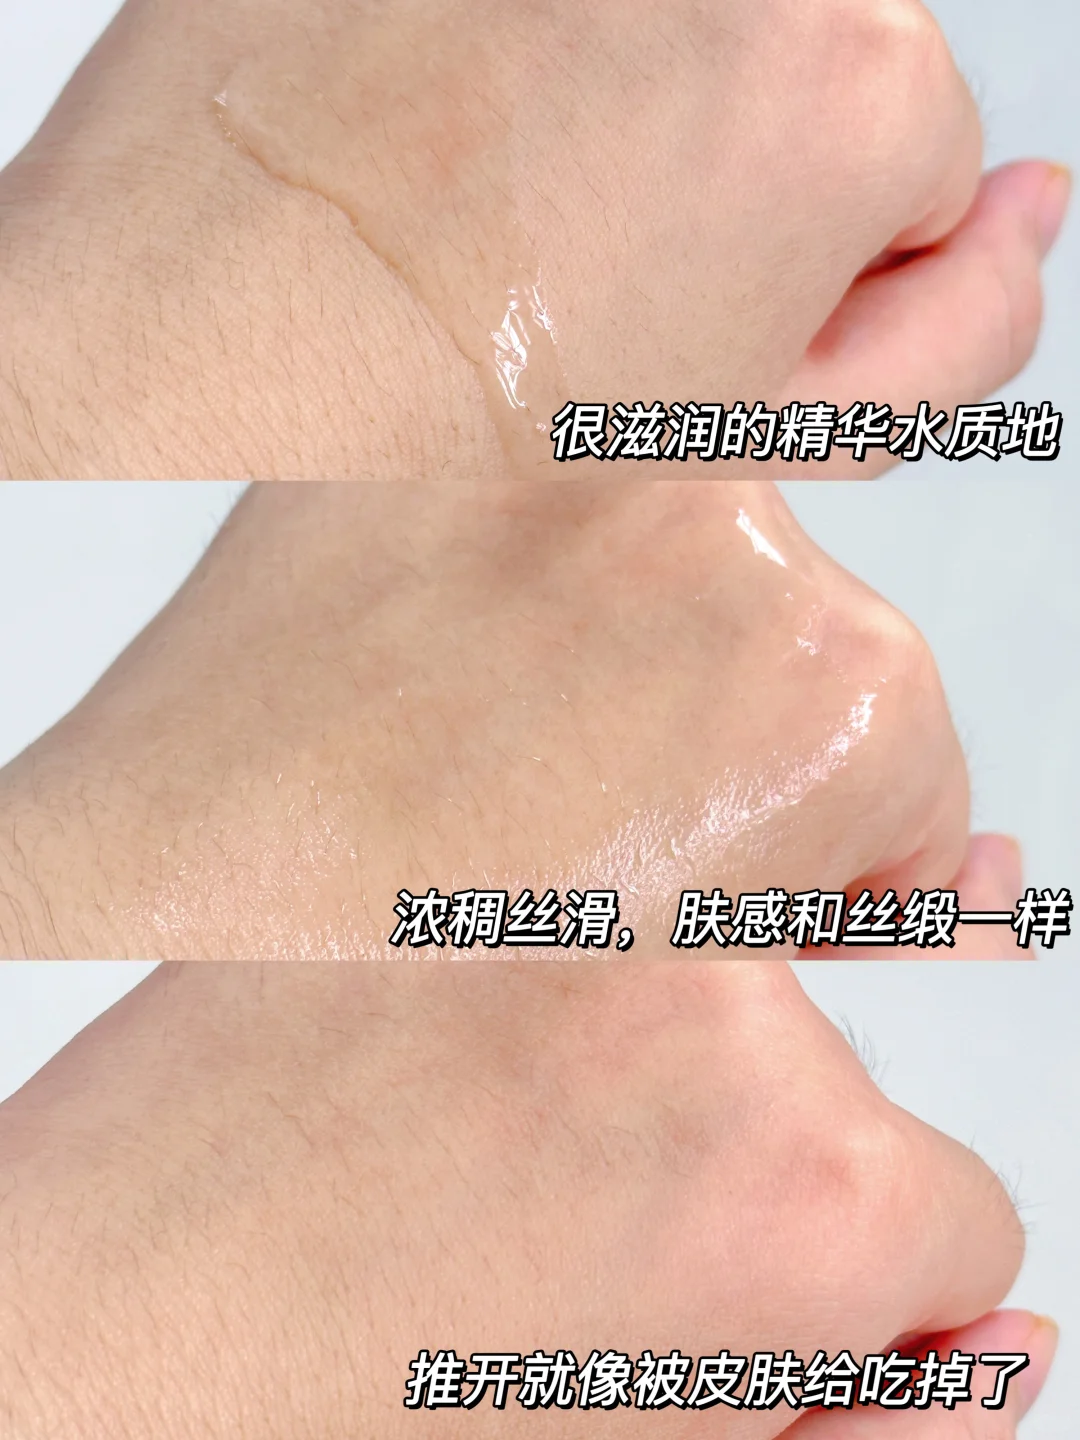 很滋润的精华水质地
浓稠丝滑，肤感和丝缎一样
推开就像被皮肤给吃掉了